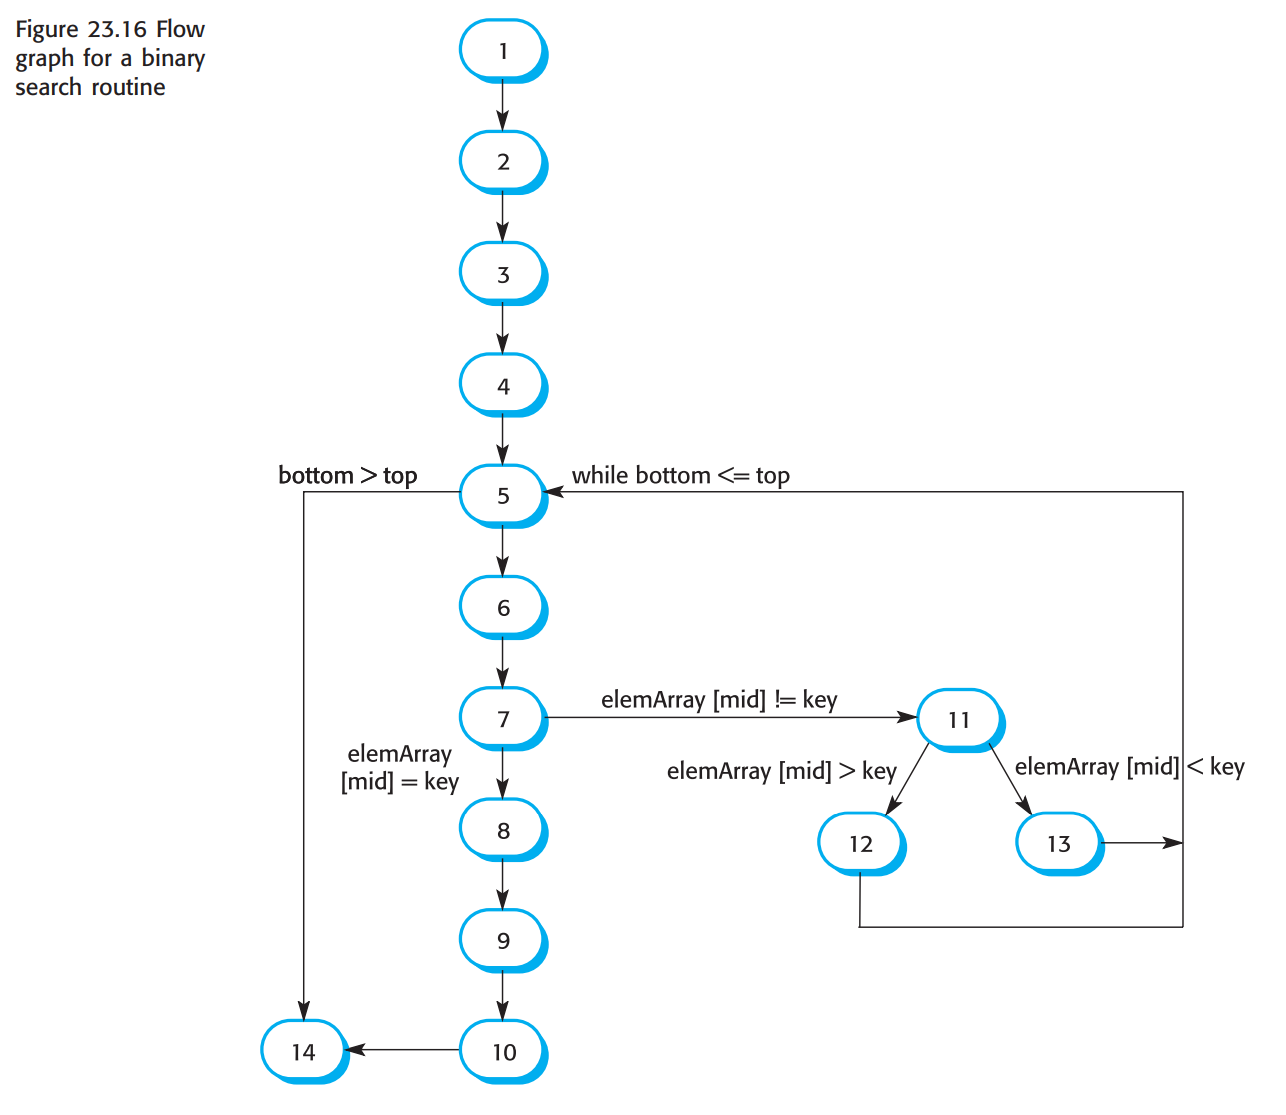 Figure 23.16 Flow
graph for a binary
search routine
1
2
3
4
bottom > top
while bottom <= top
5
6
elemArray [mid] != key
7
11
elemArray
[mid] = key
elemArray [mid] > key
elemArray [mid] < key
8
12
13
9
14
10